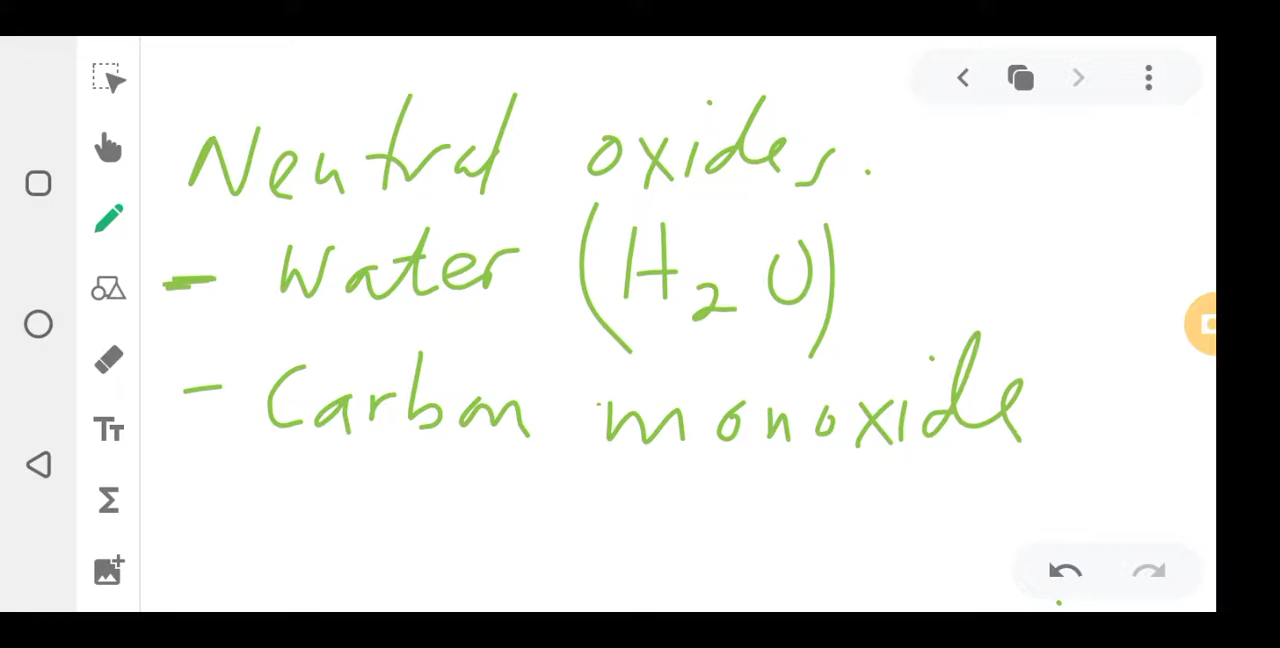 Neutral oxides.
- Water (H₂O)
- Carbon monoxide